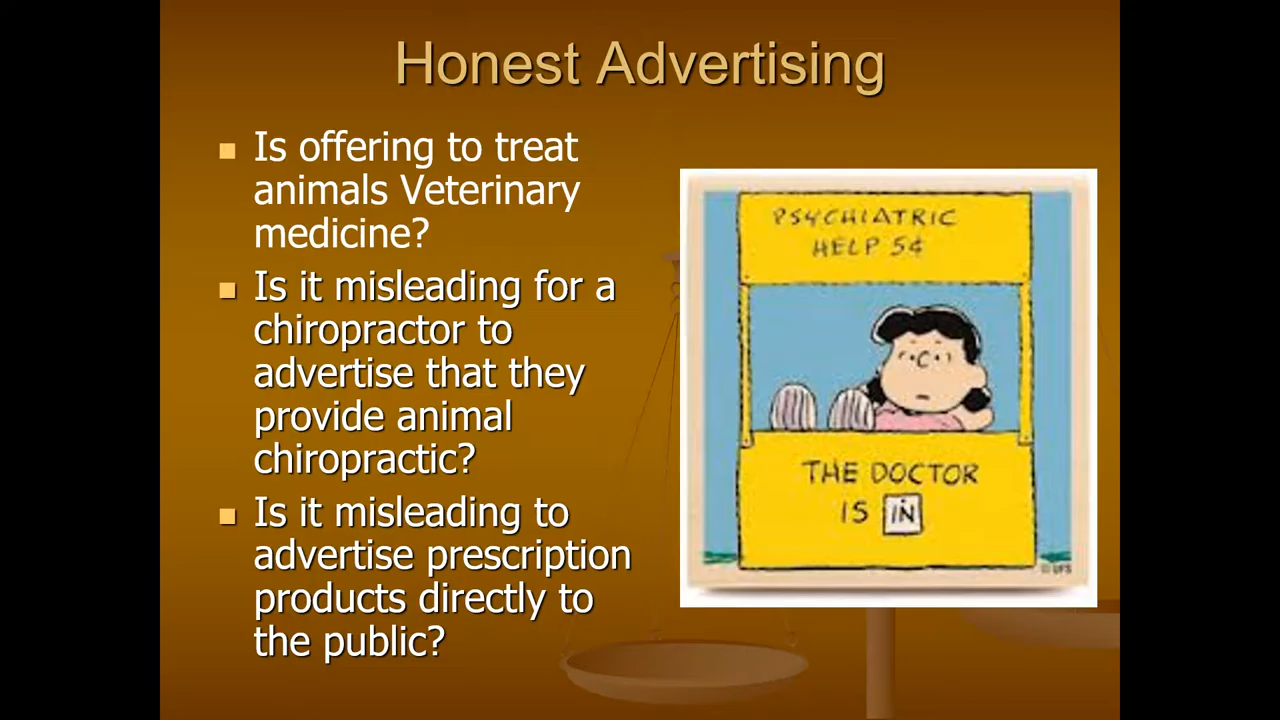 Honest Advertising
Is offering to treat
animals Veterinary
medicine?
Is it misleading for a
chiropractor to
advertise that they
provide animal
chiropractic?
Is it misleading to
advertise prescription
products directly to
the public?
PSYCHIATRIC
HELP 5¢
THE DOCTOR
IS IN
© UFS